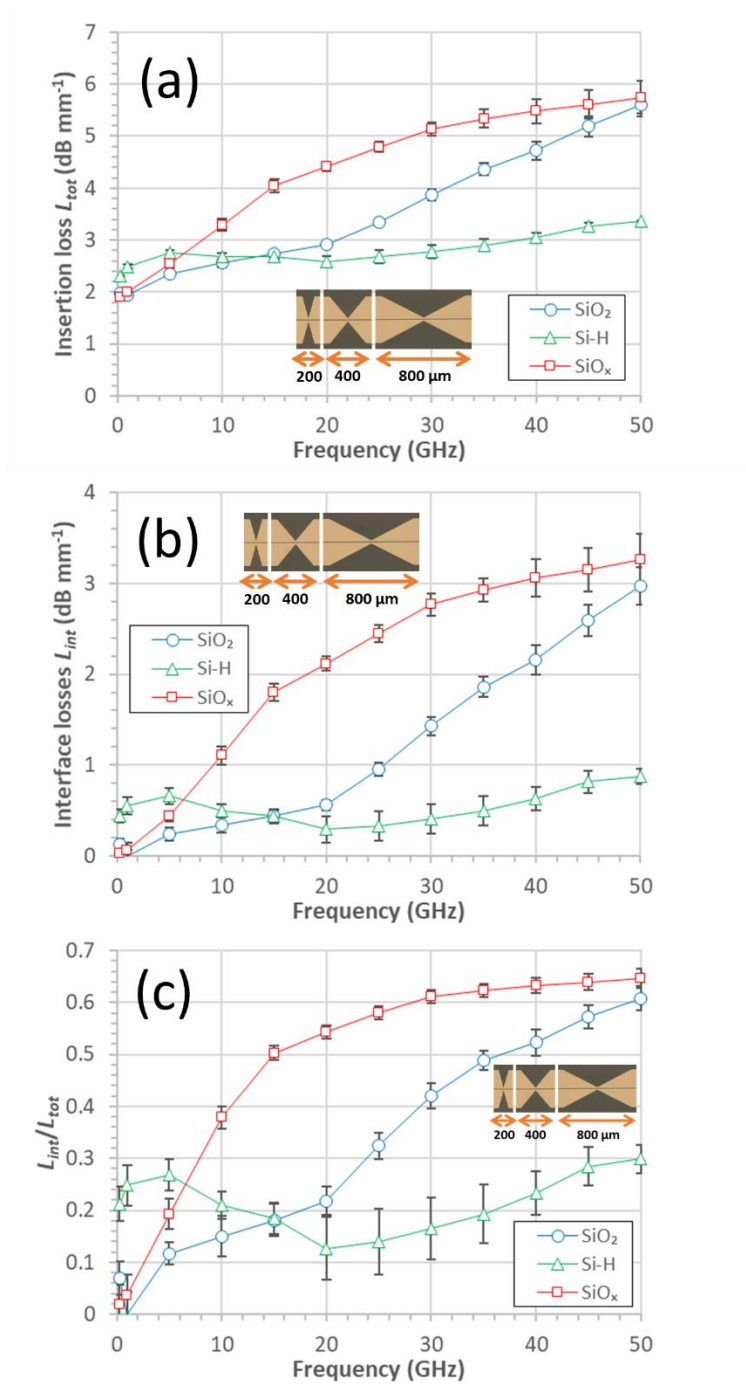 7
6
5
4
3
2
1
0
Insertion loss Ltot (dB mm⁻¹)
(a)
200 400 800 µm
SiO₂
Si-H
SiOₓ
0 10 20 30 40 50
Frequency (GHz)
4
3
2
1
0
Interface losses Lint (dB mm⁻¹)
(b)
200 400 800 µm
SiO₂
Si-H
SiOₓ
0 10 20 30 40 50
Frequency (GHz)
0.7
0.6
0.5
0.4
0.3
0.2
0.1
0
Lint/Ltot
(c)
200 400 800 µm
SiO₂
Si-H
SiOₓ
0 10 20 30 40 50
Frequency (GHz)